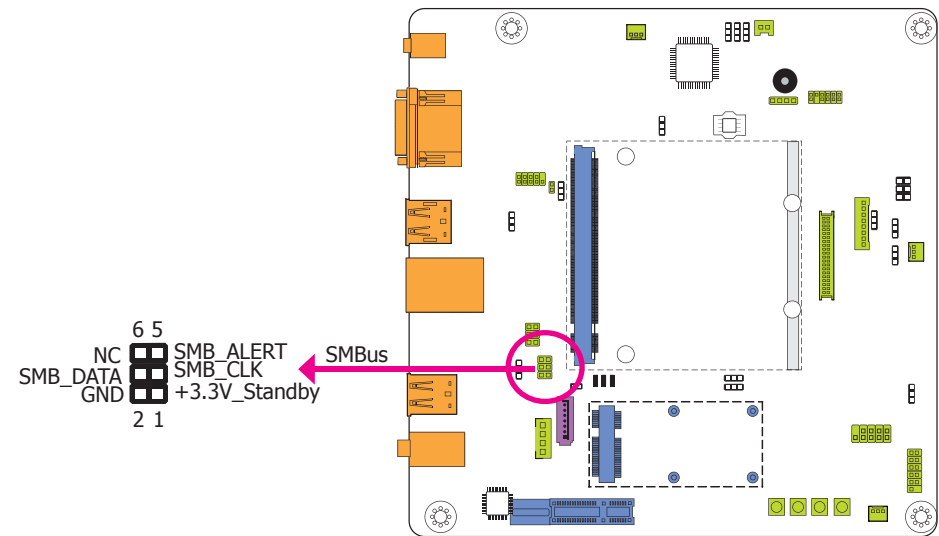 6 5
NC SMB_ALERT
SMB_DATA SMB_CLK
GND +3.3V_Standby
2 1
SMBus